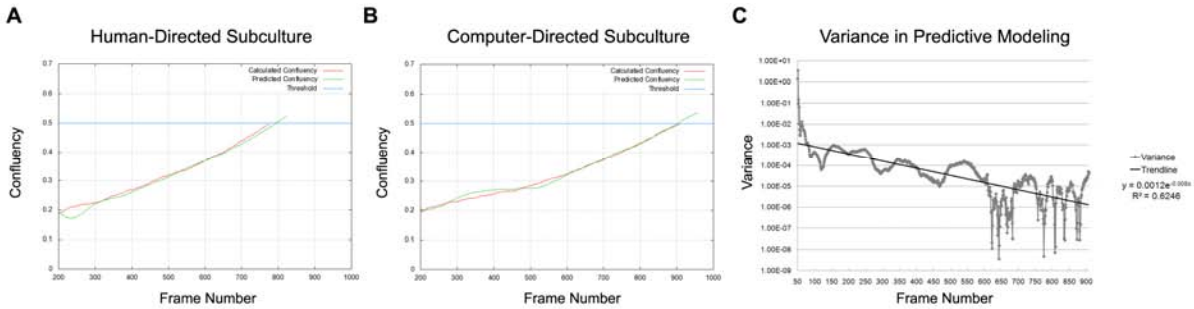 A
Human-Directed Subculture
0.7
0.6
0.5
0.4
0.3
0.2
0.1
0
200 300 400 500 600 700 800 900 1000
Calculated Confluency
Predicted Confluency
Threshold
Confluency
Frame Number
B
Computer-Directed Subculture
0.7
0.6
0.5
0.4
0.3
0.2
0.1
0
200 300 400 500 600 700 800 900 1000
Calculated Confluency
Predicted Confluency
Threshold
Confluency
Frame Number
C
Variance in Predictive Modeling
1.00E+01
1.00E+00
1.00E-01
1.00E-02
1.00E-03
1.00E-04
1.00E-05
1.00E-06
1.00E-07
1.00E-08
1.00E-09
50 100 150 200 250 300 350 400 450 500 550 600 650 700 750 800 850 900
Variance
Frame Number
Variance
Trendline
R² = 0.6246